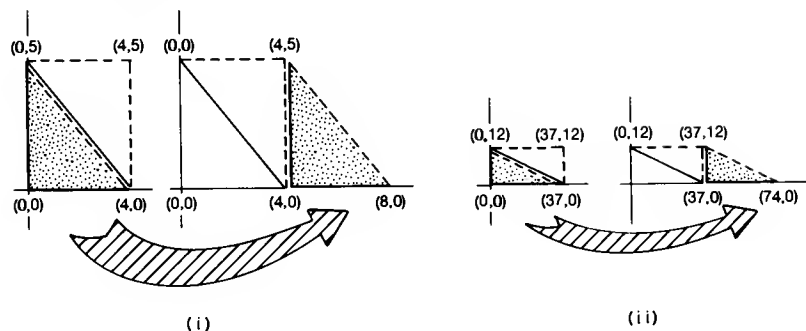 (0,5) (4,5) (0,0) (4,5)
(0,0) (4,0) (0,0) (4,0) (8,0)
(i)
(0,12) (37,12) (0,12) (37,12)
(0,0) (37,0) (37,0) (74,0)
(ii)